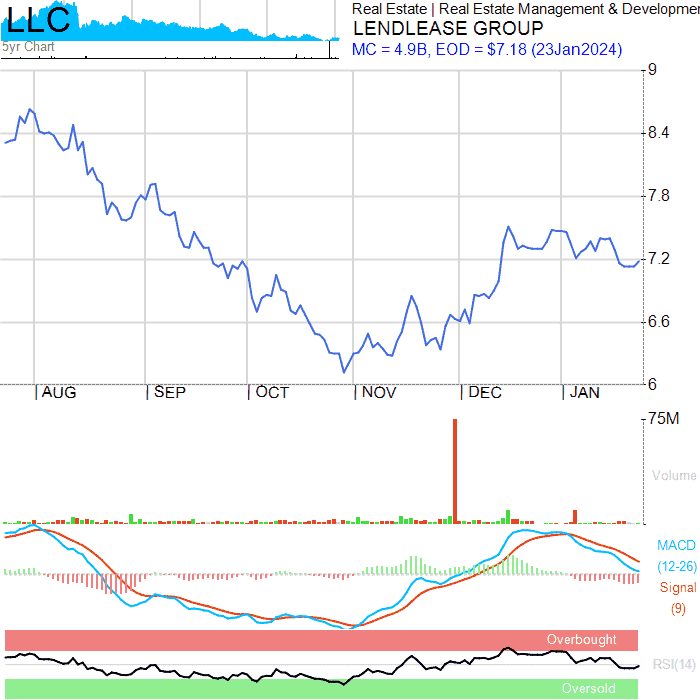 LLC
5yr Chart
Real Estate | Real Estate Management & Developmen
LENDLEASE GROUP
MC = 4.9B, EOD = $7.18 (23Jan2024)
9
8.4
7.8
7.2
6.6
6
AUG SEP OCT NOV DEC JAN
75M
Volume
MACD
(12-26)
Signal
(9)
Overbought
RSI(14)
Oversold